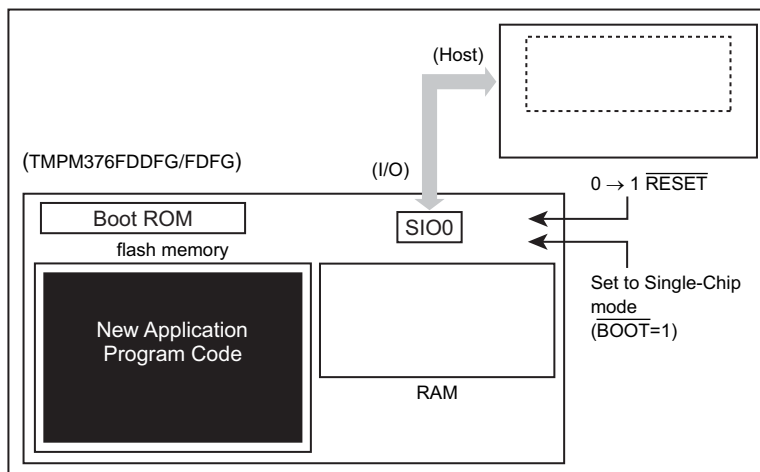 (Host)
(TMPM376FDDFG/FDFG)
(I/O)
0 → 1 RESET
Boot ROM
SIO0
flash memory
Set to Single-Chip
mode
(BOOT=1)
New Application
Program Code
RAM